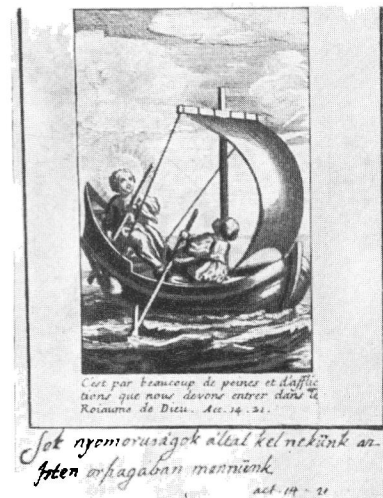 C'est par beaucoup de peines et d'afflic
tions que nous devons entrer dans le
Roiaume de Dieu. Act. 14. 21.
Sok nyomoruságok által kel nekünk az
Isten orszagaban mennünk
act. 14 - 21